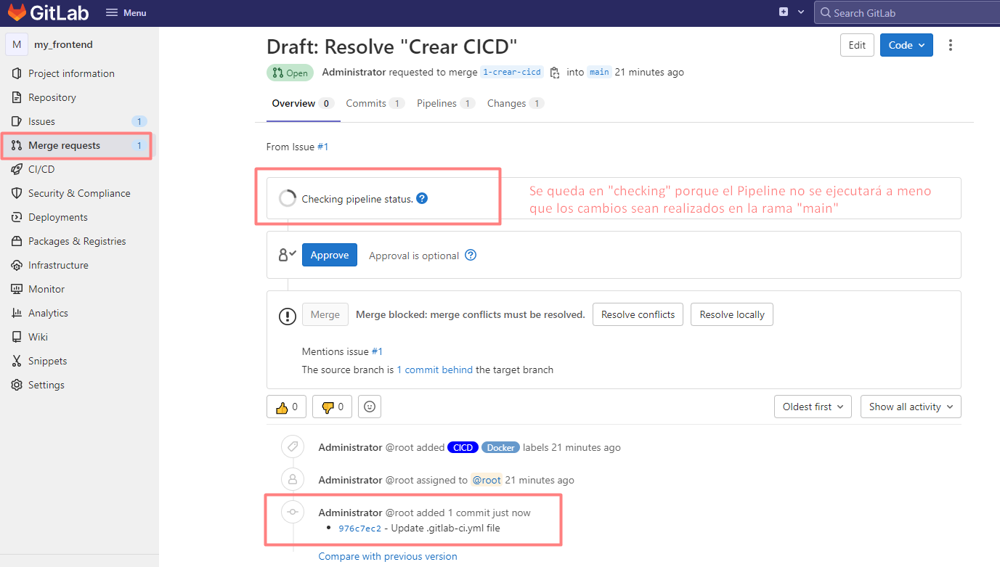 GitLab Menu Search GitLab
M my_frontend
Project information
Repository
Issues 1
Merge requests 1
CI/CD
Security & Compliance
Deployments
Packages & Registries
Infrastructure
Monitor
Analytics
Wiki
Snippets
Settings
Draft: Resolve "Crear CICD"
Edit Code
Open Administrator requested to merge 1-crear-cicd into main 21 minutes ago
Overview 0 Commits 1 Pipelines 1 Changes 1
From Issue #1
Checking pipeline status. ?
Se queda en "checking" porque el Pipeline no se ejecutará a meno
que los cambios sean realizados en la rama "main"
Approve Approval is optional ?
Merge Merge blocked: merge conflicts must be resolved. Resolve conflicts Resolve locally
Mentions issue #1
The source branch is 1 commit behind the target branch
0 0 Oldest first Show all activity
Administrator @root added CICD Docker labels 21 minutes ago
Administrator @root assigned to @root 21 minutes ago
Administrator @root added 1 commit just now
• 976c7ec2 - Update .gitlab-ci.yml file
Compare with previous version